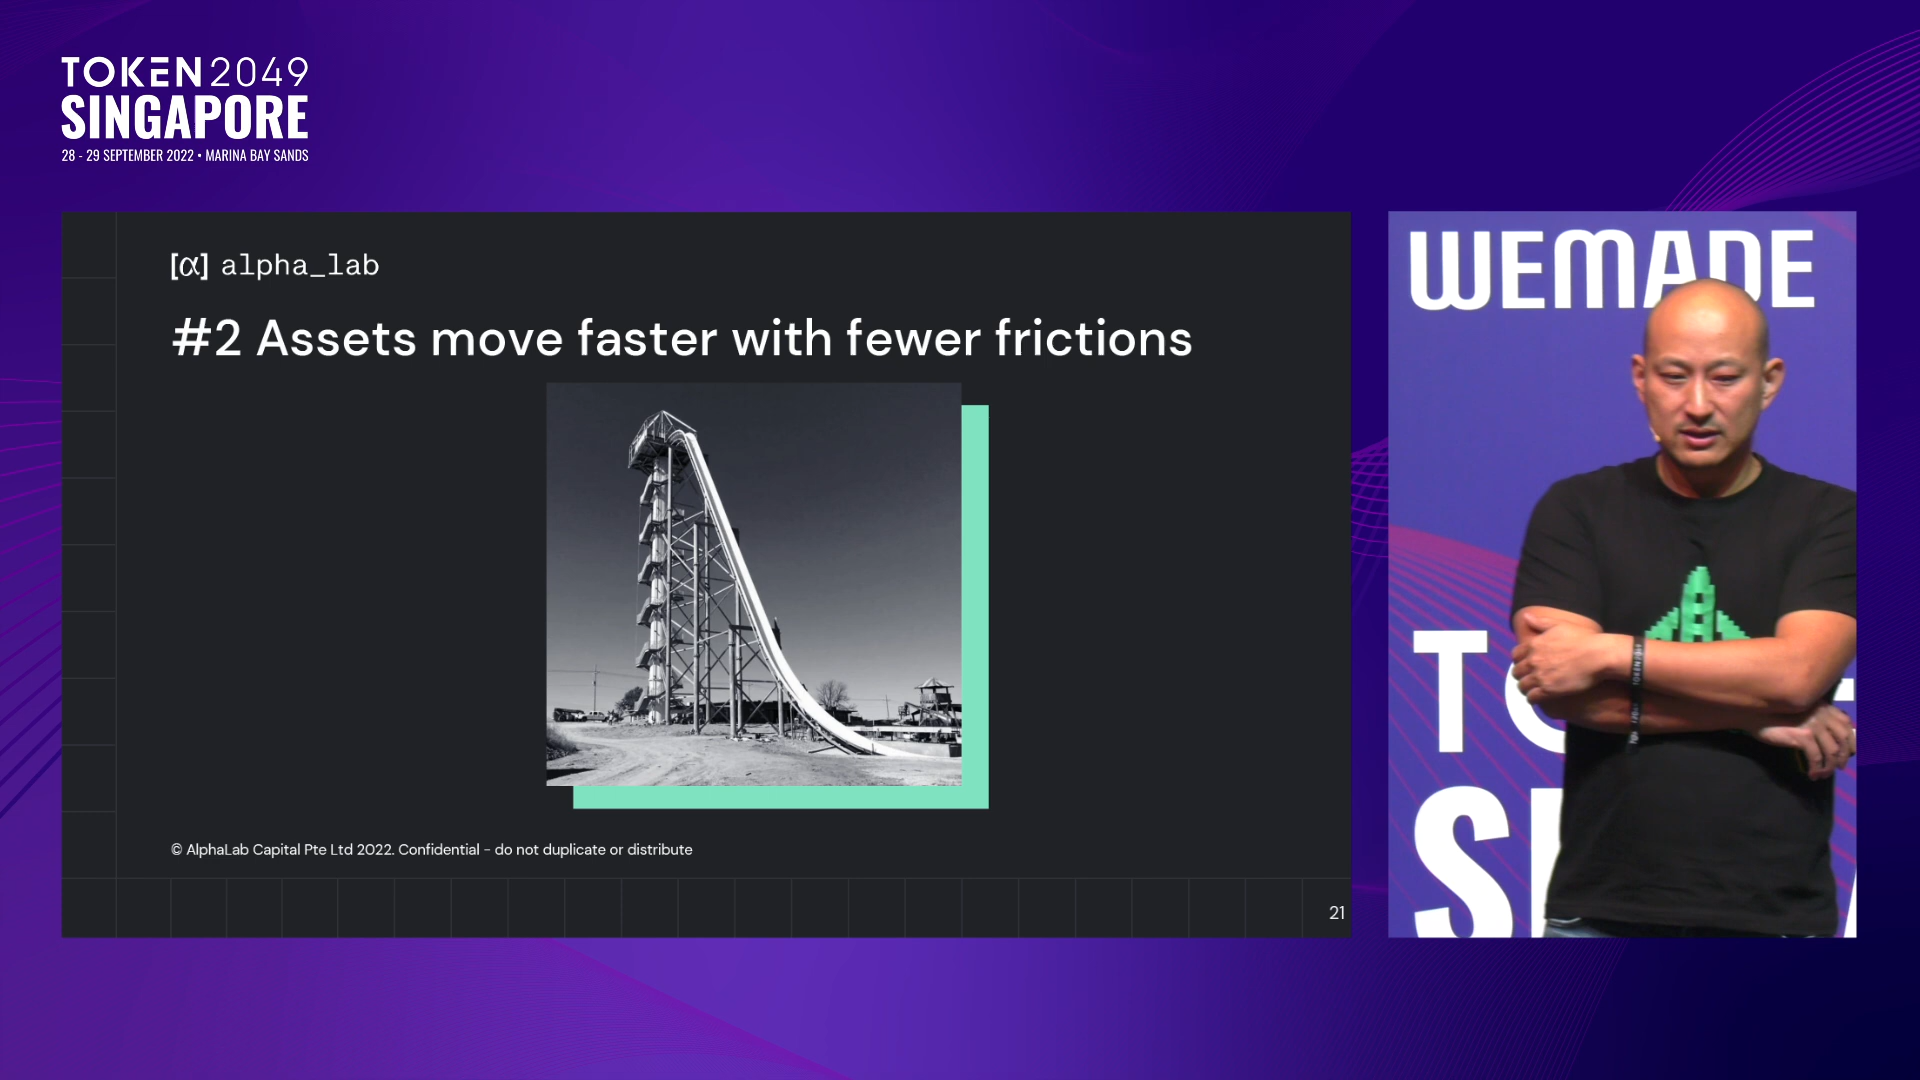 TOKEN2049
SINGAPORE
28 - 29 SEPTEMBER 2022 • MARINA BAY SANDS
[α] alpha_lab
#2 Assets move faster with fewer frictions
© AlphaLab Capital Pte Ltd 2022. Confidential - do not duplicate or distribute
21
WEMADE